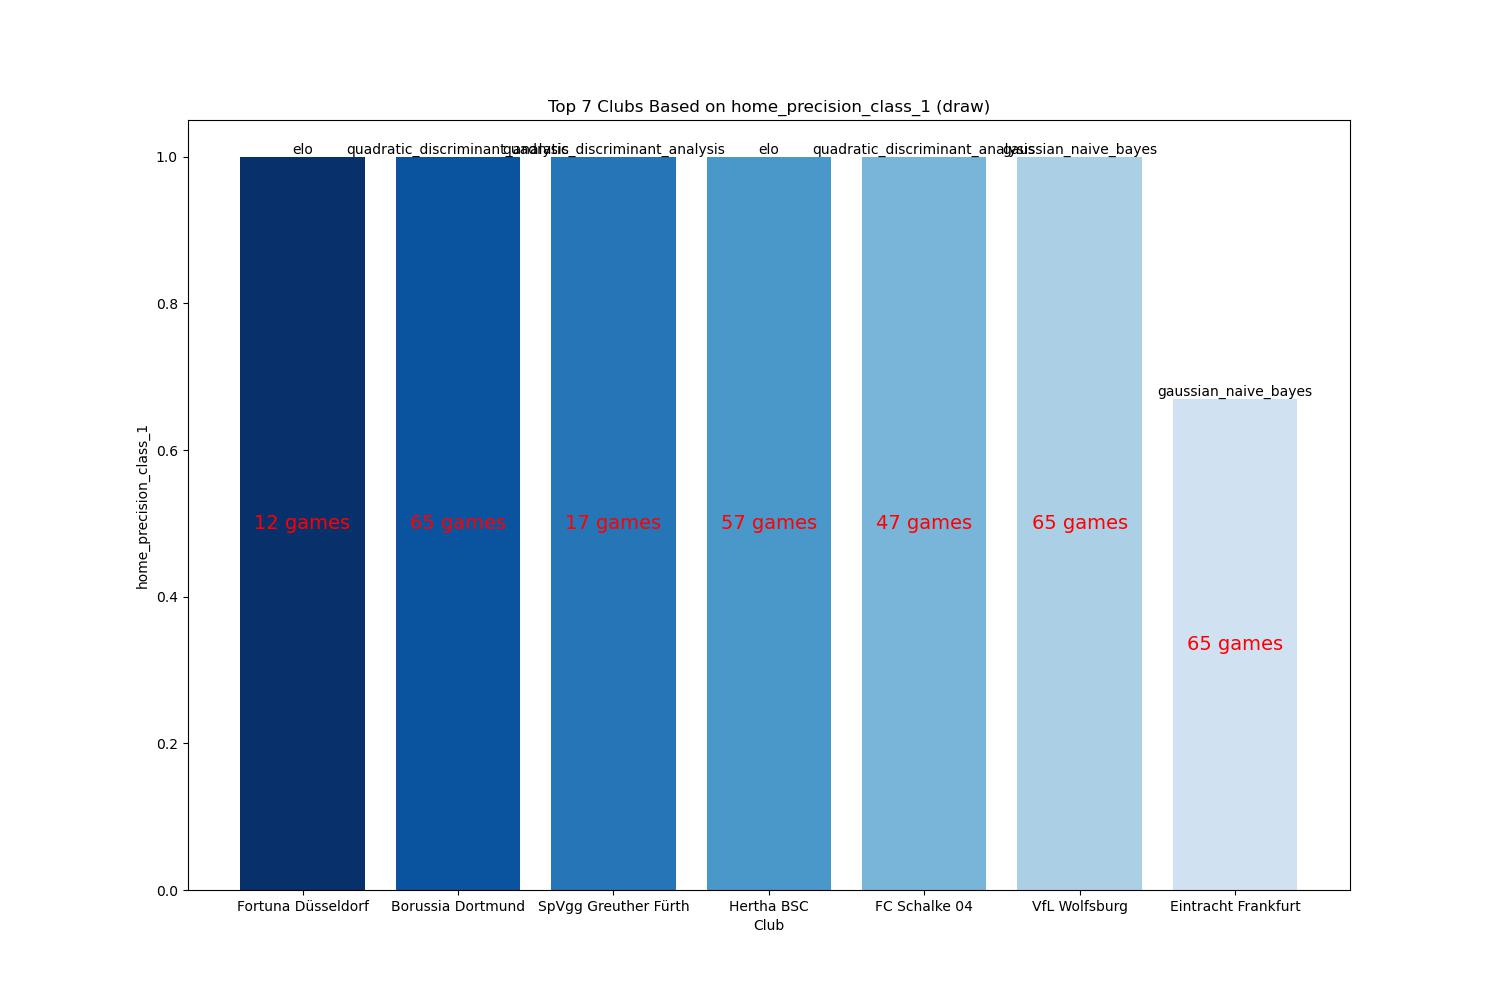 Top 7 Clubs Based on home_precision_class_1 (draw)
elo
quadratic_discriminant_analysis
quadratic_discriminant_analysis
elo
quadratic_discriminant_analysis
gaussian_naive_bayes
gaussian_naive_bayes
1.0
0.8
0.6
0.4
0.2
0.0
home_precision_class_1
12 games
65 games
17 games
57 games
47 games
65 games
65 games
Fortuna Düsseldorf
Borussia Dortmund
SpVgg Greuther Fürth
Hertha BSC
FC Schalke 04
VfL Wolfsburg
Eintracht Frankfurt
Club